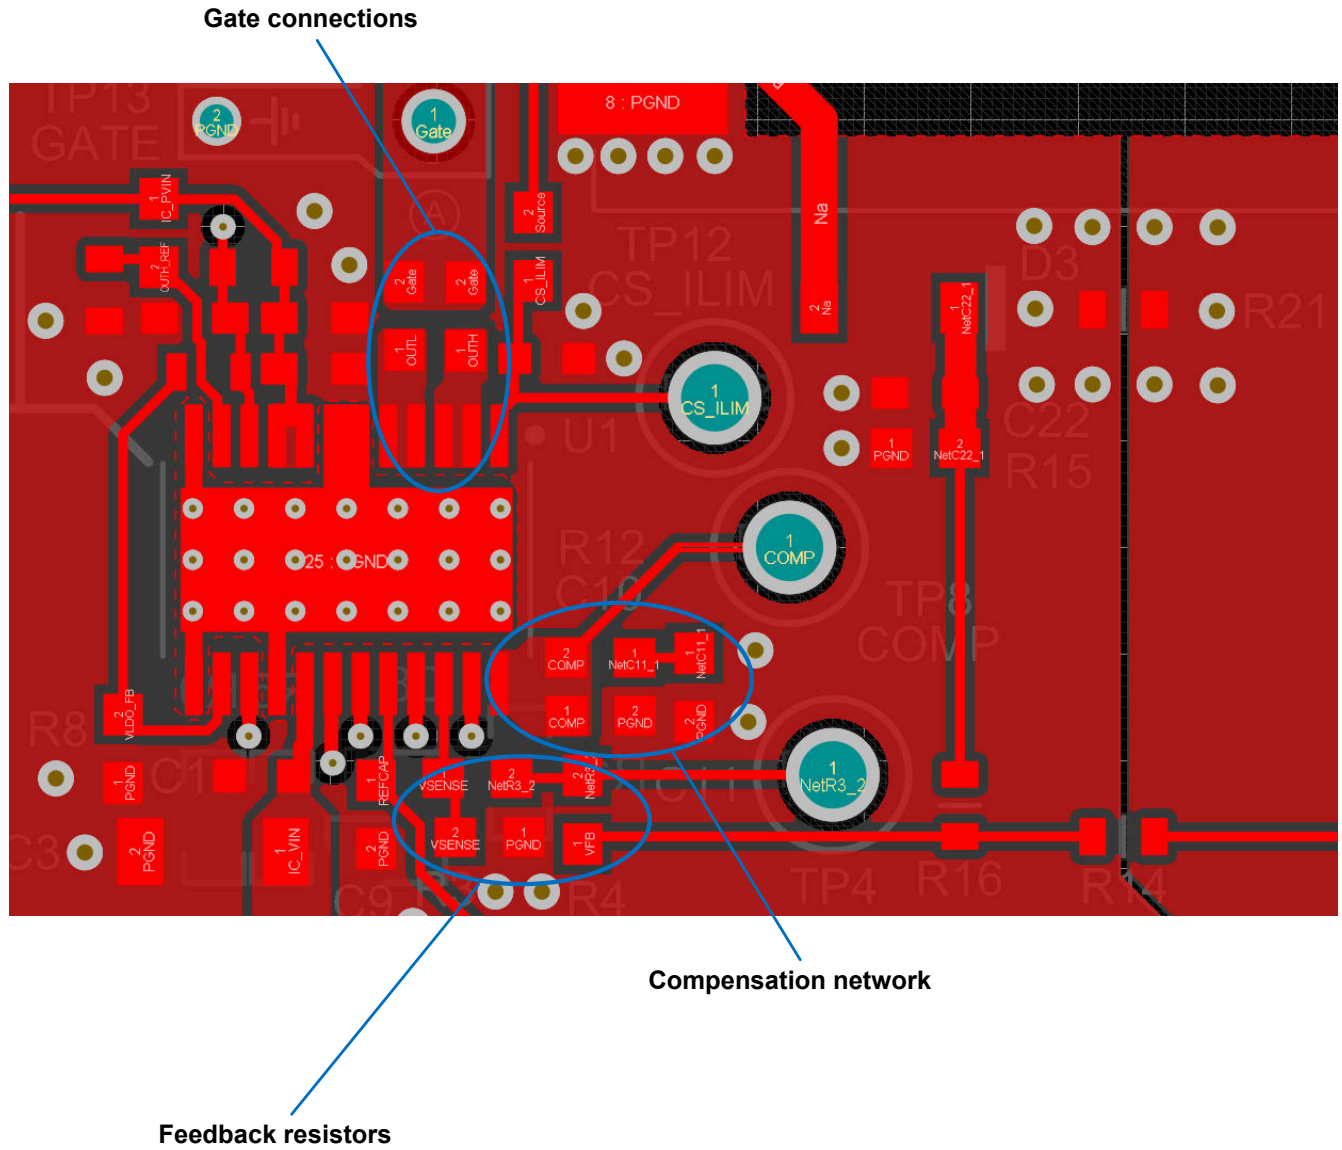 Gate connections
TP13
GATE
2
PGND
1
Gate
8 : PGND
1
IC_PVIN
2
Source
Na
TP12
CS_ILIM
D3
2
OUTH_REF
2
Gate
2
Gate
1
CS_ILIM
2
Na
NetC22_1
R21
1
OUTL
1
OUTH
1
CS_ILIM
A
U1
1
PGND
2
NetC22_1
C22
R15
25 : PGND
R12
C10
1
COMP
TP8
COMP
2
COMP
1
NetC11_1
1
NetC11_1
1
COMP
2
PGND
2
PGND
2
VLDO_FB
R8
1
PGND
C1
1
REFCAP
VSENSE
2
NetR3_2
2
NetR3_2
C11
1
NetR3_2
C3
2
PGND
1
IC_VIN
2
PGND
2
VSENSE
1
PGND
1
VFB
C9
R3
R4
TP4
R16
R14
Compensation network
Feedback resistors